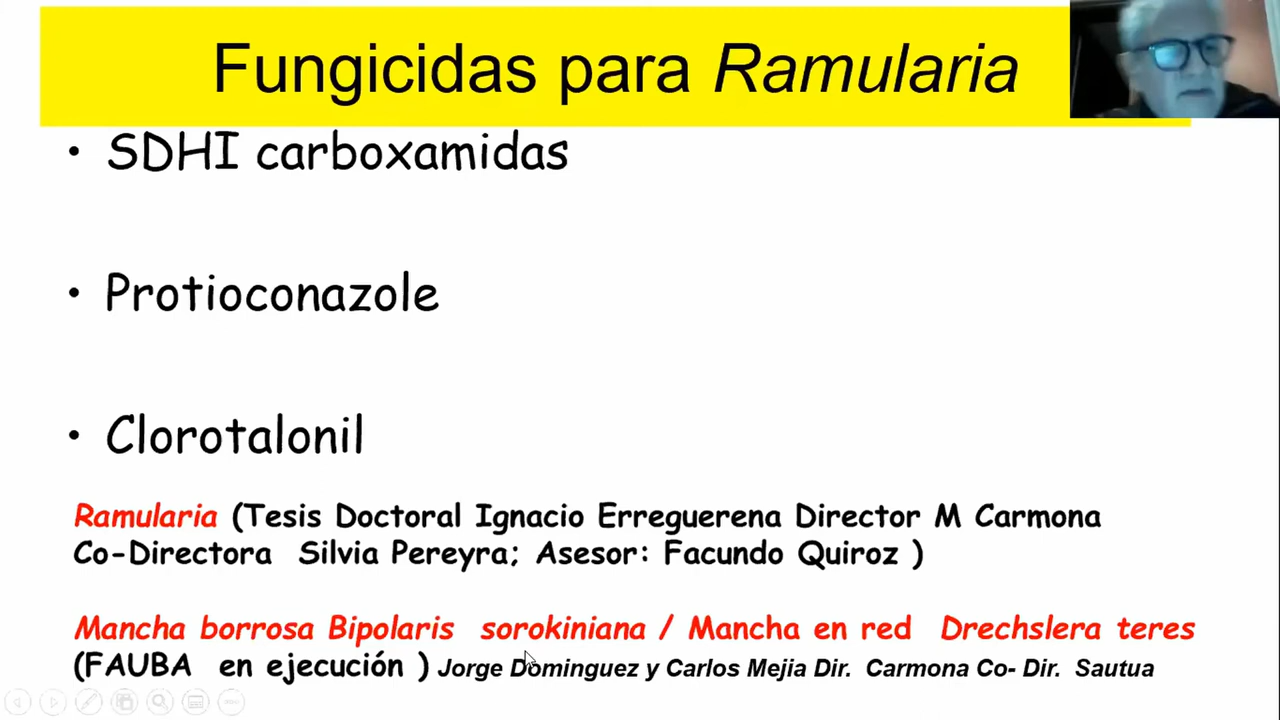 Fungicidas para Ramularia
• SDHI carboxamidas
• Protioconazole
• Clorotalonil
Ramularia (Tesis Doctoral Ignacio Erreguerena Director M Carmona
Co-Directora Silvia Pereyra; Asesor: Facundo Quiroz )
Mancha borrosa Bipolaris sorokiniana / Mancha en red Drechslera teres
(FAUBA en ejecución ) Jorge Dominguez y Carlos Mejia Dir. Carmona Co- Dir. Sautua